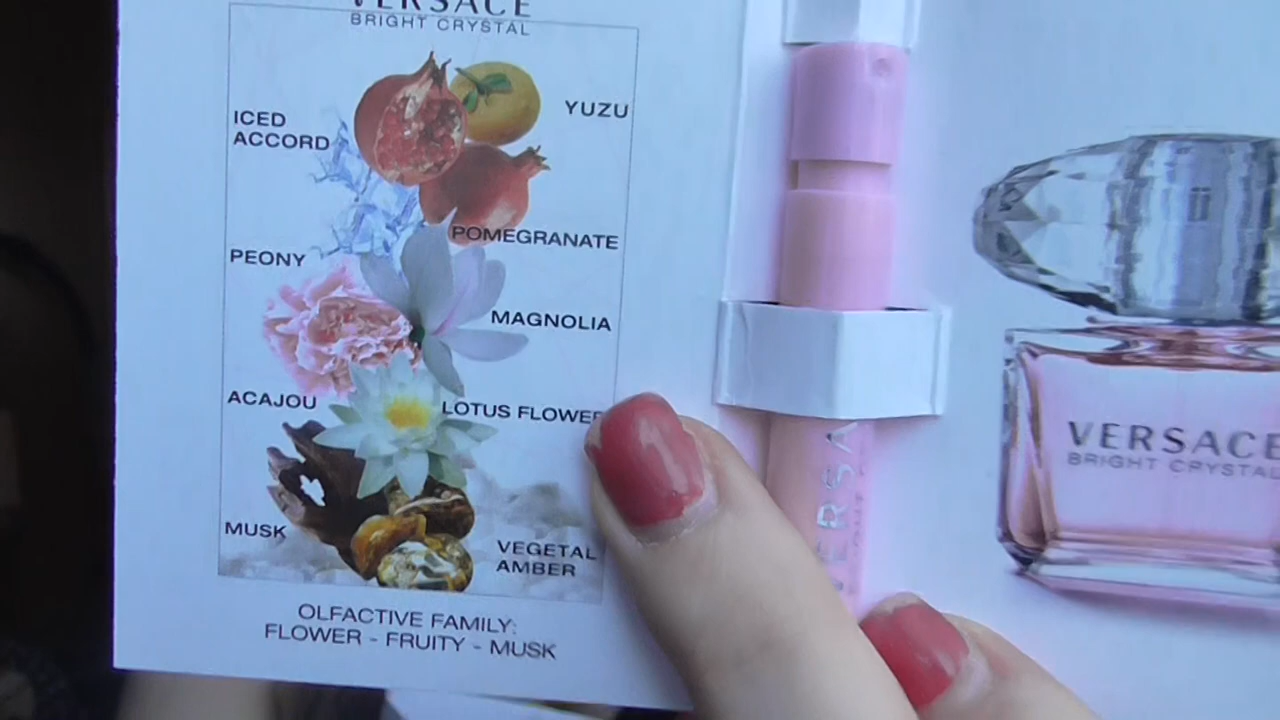 VERSACE
BRIGHT CRYSTAL
YUZU
ICED
ACCORD
POMEGRANATE
PEONY
MAGNOLIA
ACAJOU
LOTUS FLOWER
MUSK
VEGETAL
AMBER
OLFACTIVE FAMILY:
FLOWER - FRUITY - MUSK
VERSA
VERSACE
BRIGHT CRYSTAL